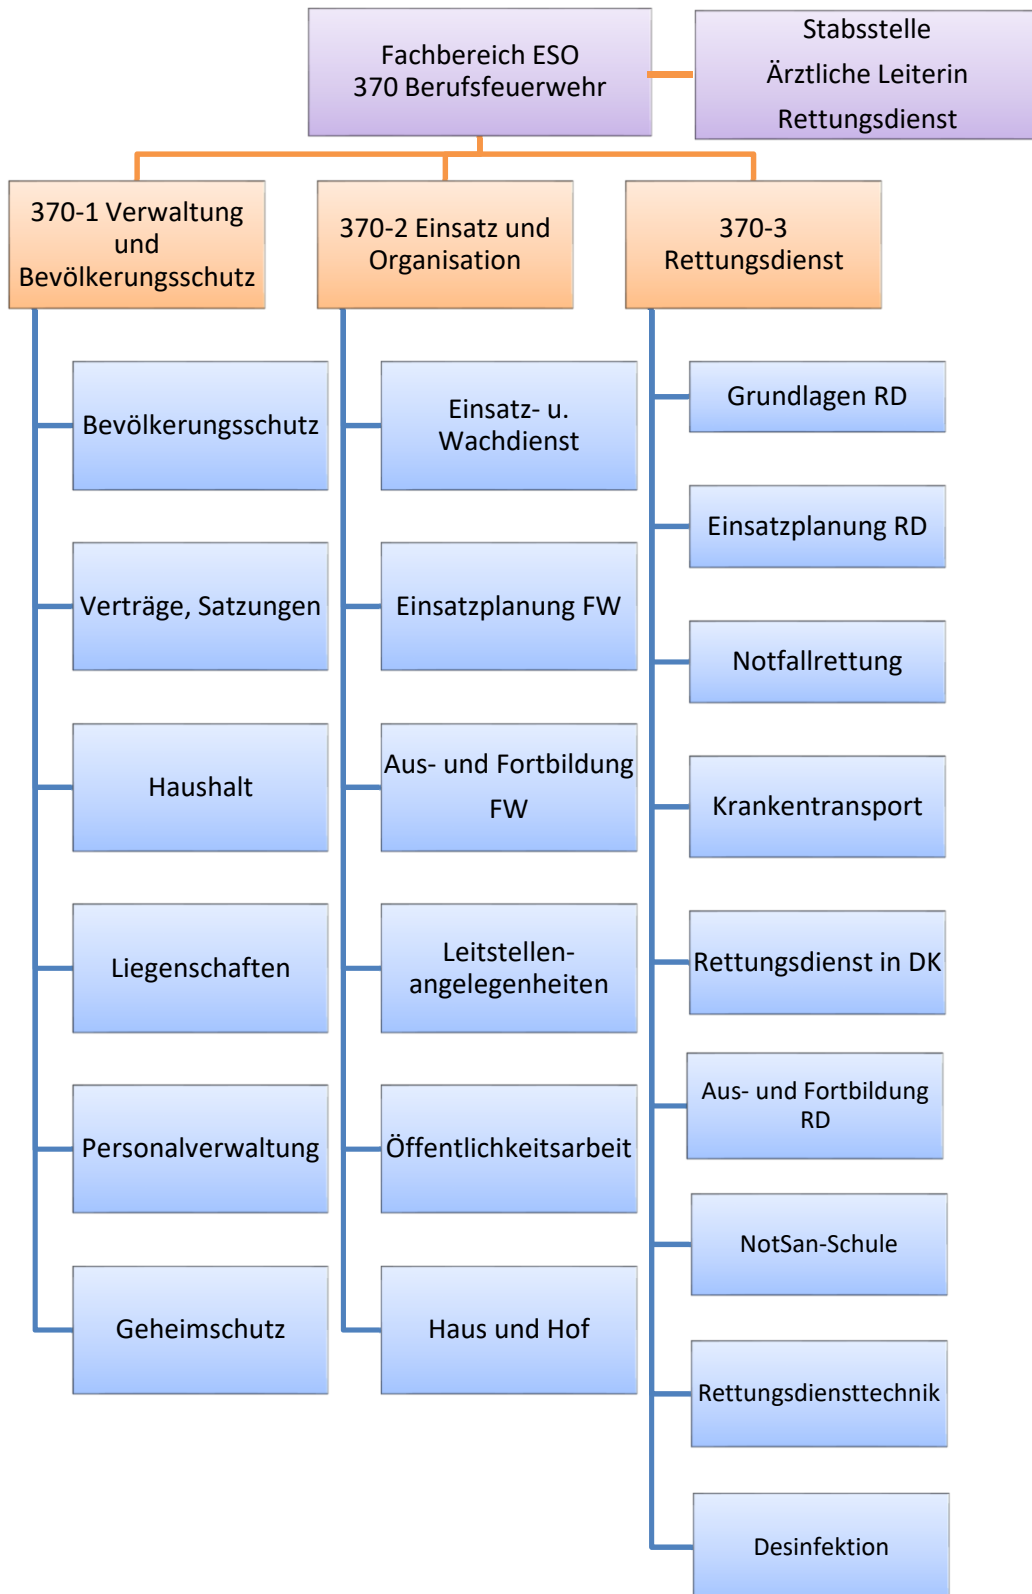 Fachbereich ESO
370 Berufsfeuerwehr
Stabsstelle
Ärztliche Leiterin
Rettungsdienst
370-1 Verwaltung
und
Bevölkerungsschutz
Bevölkerungsschutz
Verträge, Satzungen
Haushalt
Liegenschaften
Personalverwaltung
Geheimschutz
370-2 Einsatz und
Organisation
Einsatz- u.
Wachdienst
Einsatzplanung FW
Aus- und Fortbildung
FW
Leitstellen-
angelegenheiten
Öffentlichkeitsarbeit
Haus und Hof
370-3
Rettungsdienst
Grundlagen RD
Einsatzplanung RD
Notfallrettung
Krankentransport
Rettungsdienst in DK
Aus- und Fortbildung
RD
NotSan-Schule
Rettungsdiensttechnik
Desinfektion